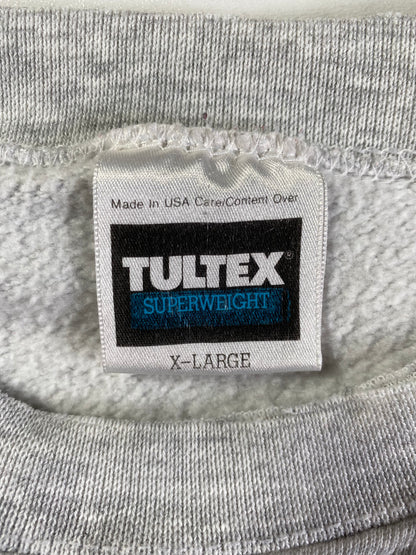 Made In USA Care/Content Over
TULTEX®
SUPERWEIGHT
X-LARGE